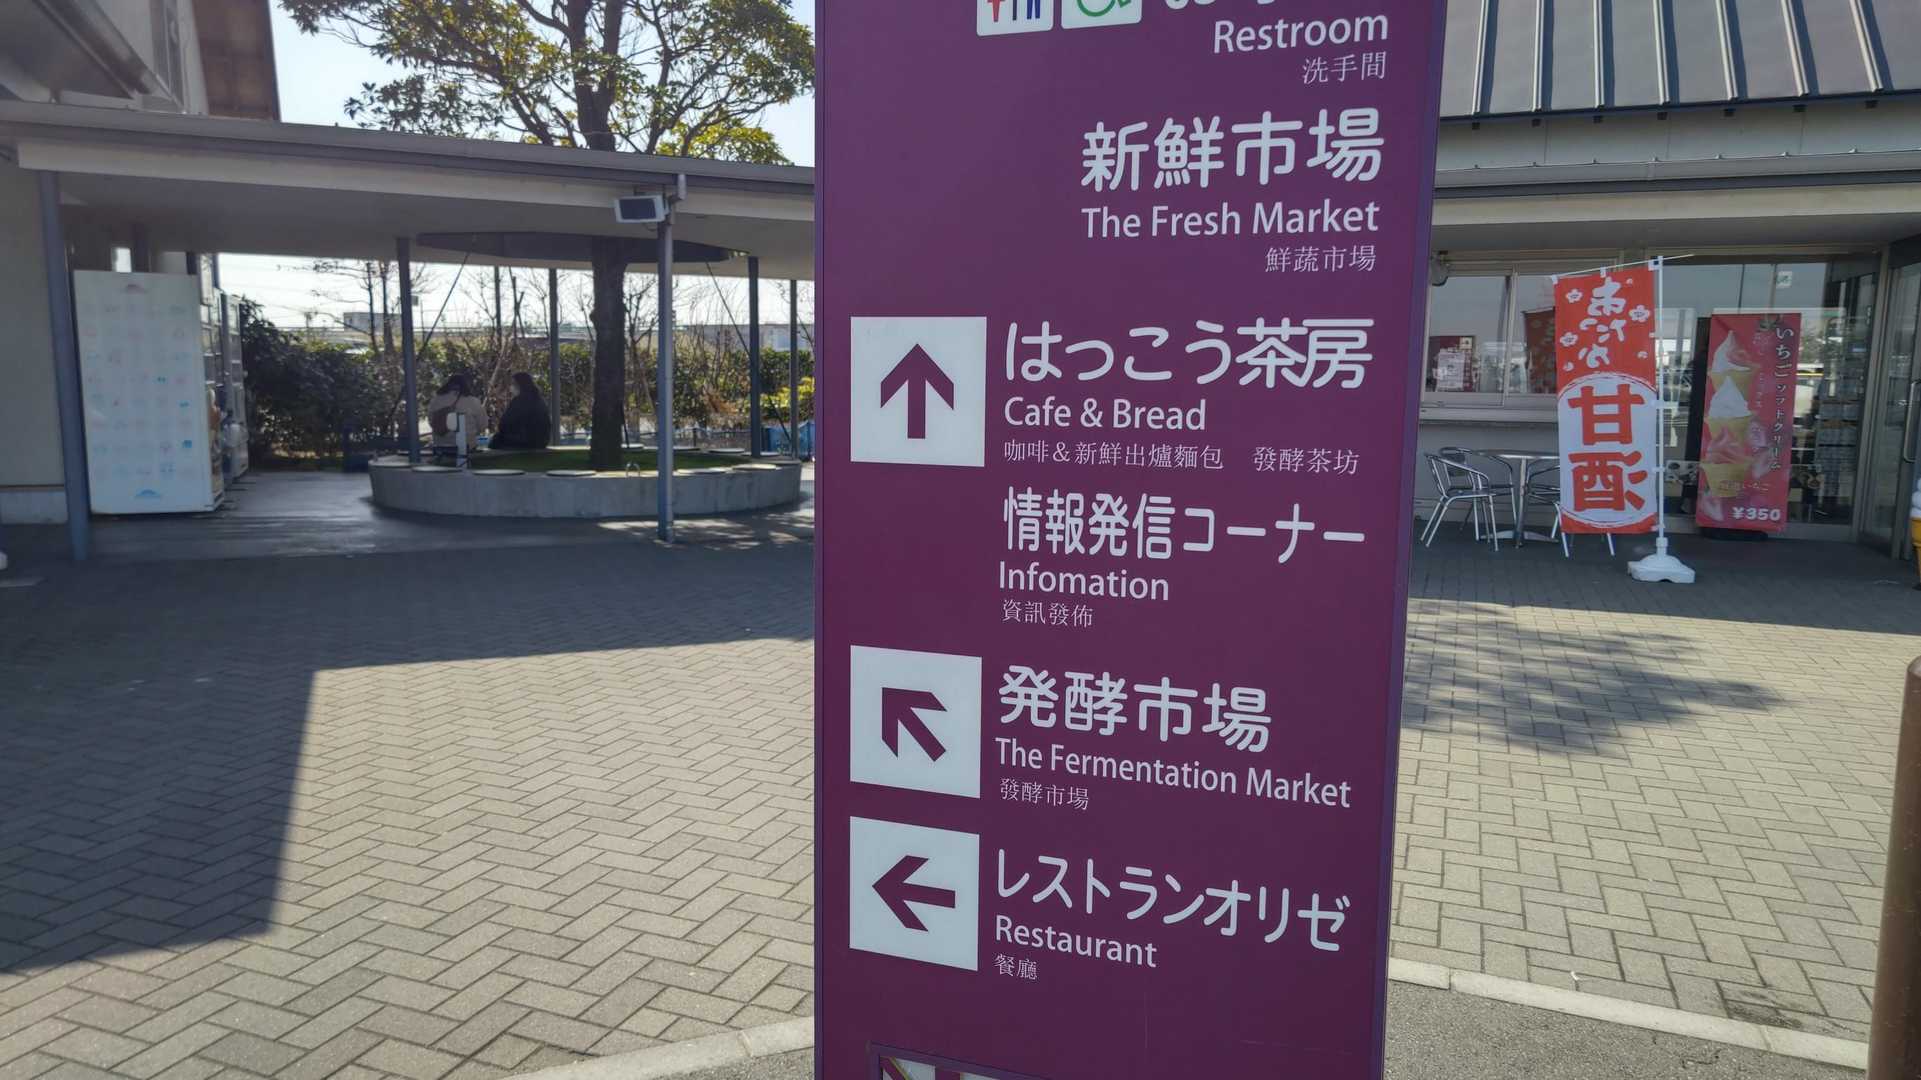 Restroom
洗手間
新鮮市場
The Fresh Market
鮮蔬市場
はっこう茶房
Cafe & Bread
咖啡&新鮮出爐麵包 發酵茶坊
情報発信コーナー
Infomation
資訊發佈
発酵市場
The Fermentation Market
發酵市場
レストランオリゼ
Restaurant
餐廳
あったか
甘酒
いちごソフトクリーム
¥350